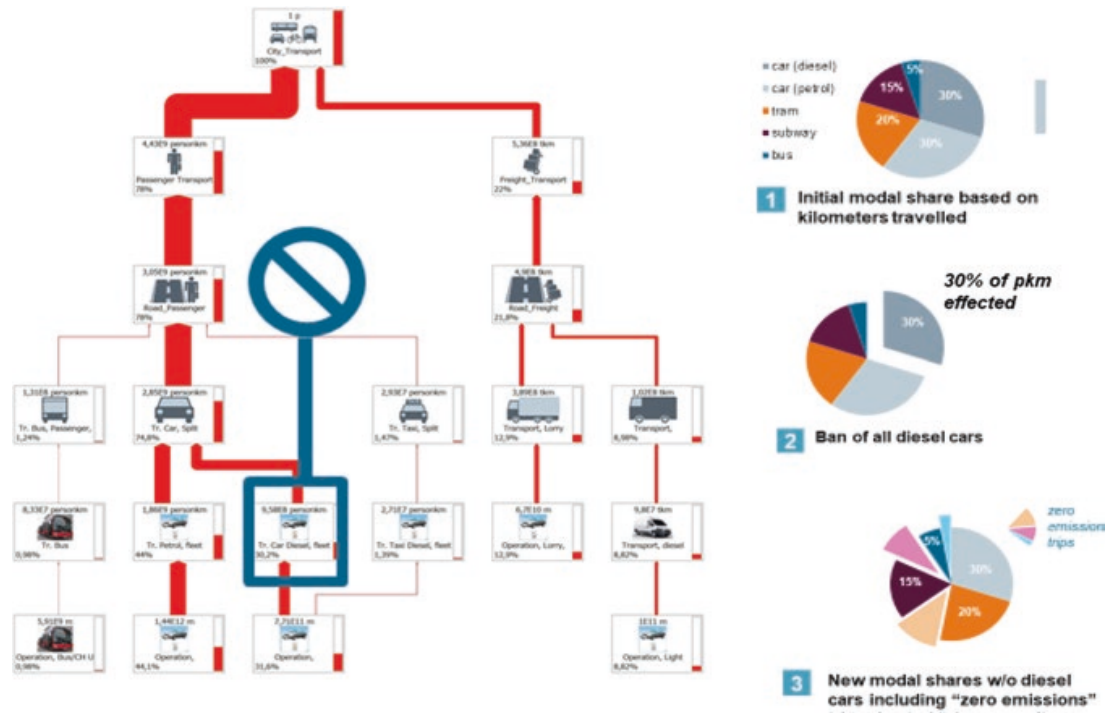 1 p
City_Transport
100%
4,43E9 personkm
Passenger Transport
78%
5,36E8 tkm
Freight_Transport
22%
3,05E9 personkm
Road_Passenger
78%
4,9E8 tkm
Road_Freight
21,8%
1,31E8 personkm
Tr. Bus, Passenger,
1,24%
2,85E9 personkm
Tr. Car, Split
74,8%
2,93E7 personkm
Tr. Taxi, Split
1,47%
3,89E8 tkm
Transport, Lorry
12,9%
1,02E8 tkm
Transport,
8,98%
8,33E7 personkm
Tr. Bus
0,98%
1,86E9 personkm
Tr. Petrol, fleet
44%
9,58E8 personkm
Tr. Car Diesel, fleet
30,2%
2,71E7 personkm
Tr. Taxi Diesel, fleet
1,39%
6,7E10 m
Operation, Lorry,
12,9%
9,8E7 tkm
Transport, diesel
8,82%
5,91E9 m
Operation, Bus/CH U
0,98%
1,44E12 m
Operation,
44,1%
2,71E11 m
Operation,
31,6%
1E11 m
Operation, Light
8,82%
car (diesel)
car (petrol)
tram
subway
bus
5%
15%
30%
20%
30%
1 Initial modal share based on
kilometers travelled
30% of pkm
effected
30%
2 Ban of all diesel cars
zero
emissions
trips
5%
30%
15%
20%
3 New modal shares w/o diesel
cars including “zero emissions”